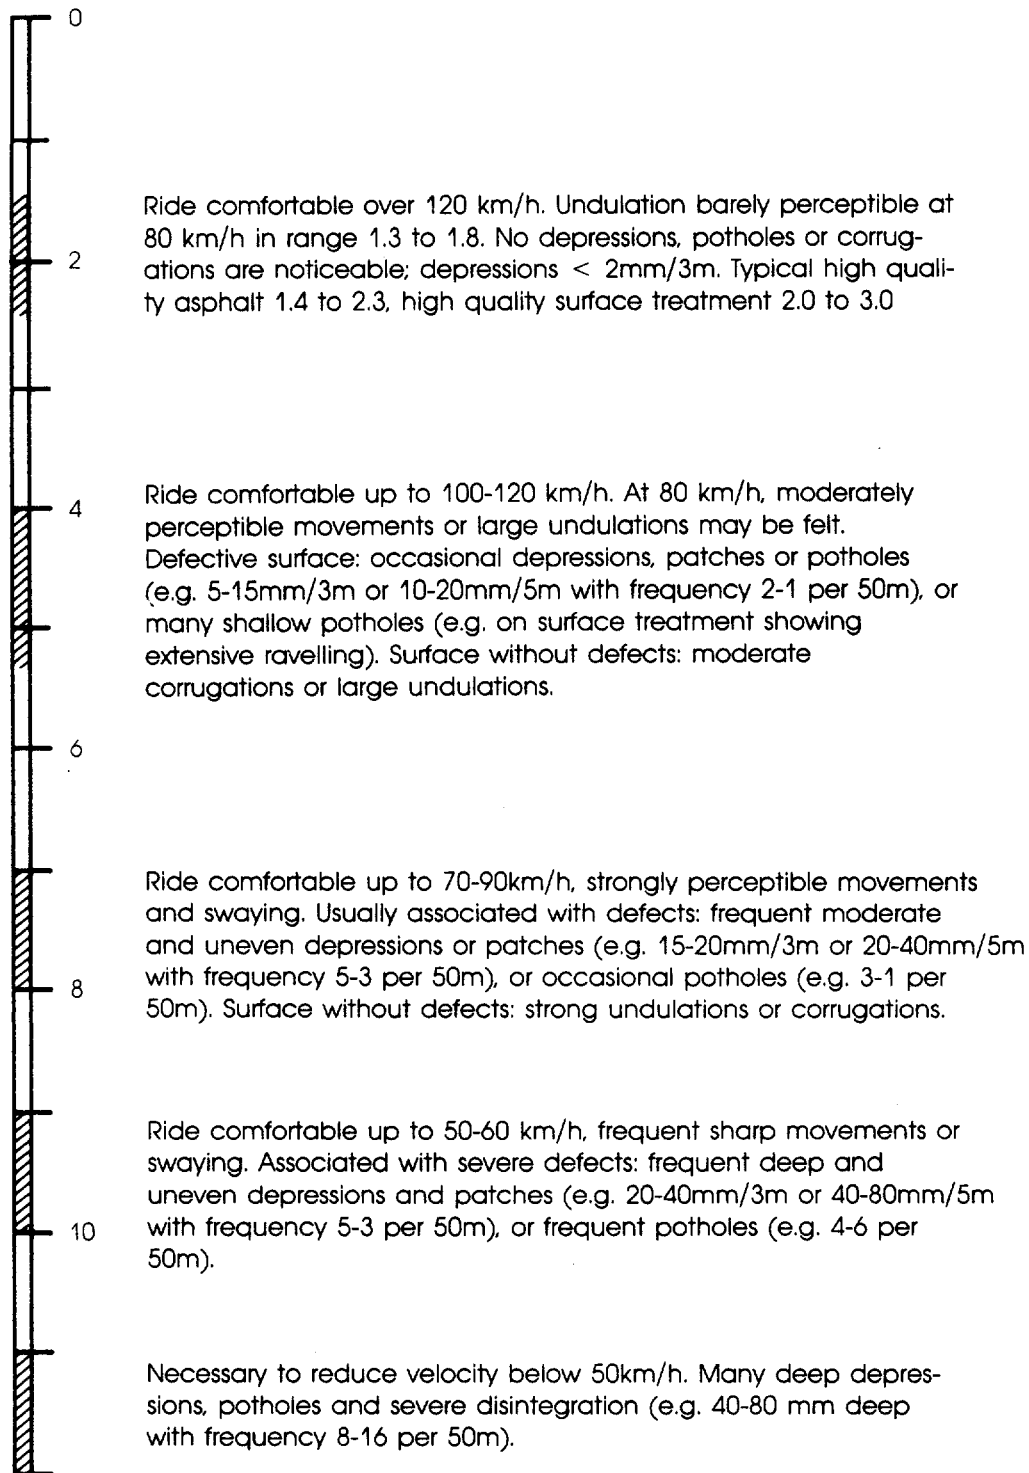 0
Ride comfortable over 120 km/h. Undulation barely perceptible at
80 km/h in range 1.3 to 1.8. No depressions, potholes or corrug-
ations are noticeable; depressions < 2mm/3m. Typical high quali-
ty asphalt 1.4 to 2.3, high quality surface treatment 2.0 to 3.0
2
Ride comfortable up to 100-120 km/h. At 80 km/h, moderately
perceptible movements or large undulations may be felt.
Defective surface: occasional depressions, patches or potholes
(e.g. 5-15mm/3m or 10-20mm/5m with frequency 2-1 per 50m), or
many shallow potholes (e.g. on surface treatment showing
extensive ravelling). Surface without defects: moderate
corrugations or large undulations.
4
6
Ride comfortable up to 70-90km/h, strongly perceptible movements
and swaying. Usually associated with defects: frequent moderate
and uneven depressions or patches (e.g. 15-20mm/3m or 20-40mm/5m
with frequency 5-3 per 50m), or occasional potholes (e.g. 3-1 per
50m). Surface without defects: strong undulations or corrugations.
8
Ride comfortable up to 50-60 km/h, frequent sharp movements or
swaying. Associated with severe defects: frequent deep and
uneven depressions and patches (e.g. 20-40mm/3m or 40-80mm/5m
with frequency 5-3 per 50m), or frequent potholes (e.g. 4-6 per
50m).
10
Necessary to reduce velocity below 50km/h. Many deep depres-
sions, potholes and severe disintegration (e.g. 40-80 mm deep
with frequency 8-16 per 50m).